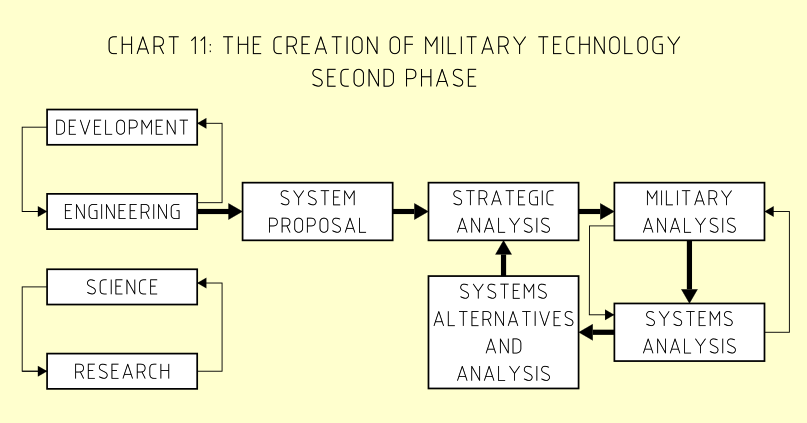 CHART 11: THE CREATION OF MILITARY TECHNOLOGY
SECOND PHASE
DEVELOPMENT
ENGINEERING
SCIENCE
RESEARCH
SYSTEM
PROPOSAL
STRATEGIC
ANALYSIS
MILITARY
ANALYSIS
SYSTEMS
ALTERNATIVES
AND
ANALYSIS
SYSTEMS
ANALYSIS